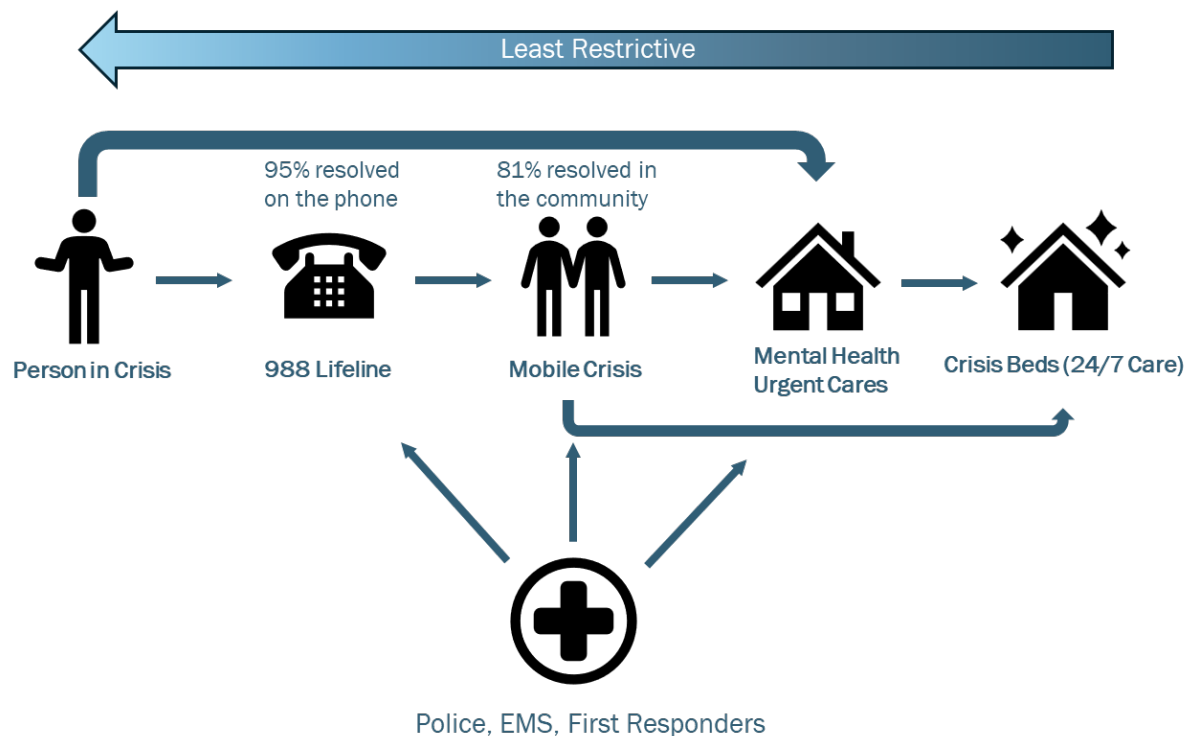 Least Restrictive
95% resolved
on the phone
81% resolved in
the community
Person in Crisis
988 Lifeline
Mobile Crisis
Mental Health
Urgent Cares
Crisis Beds (24/7 Care)
Police, EMS, First Responders